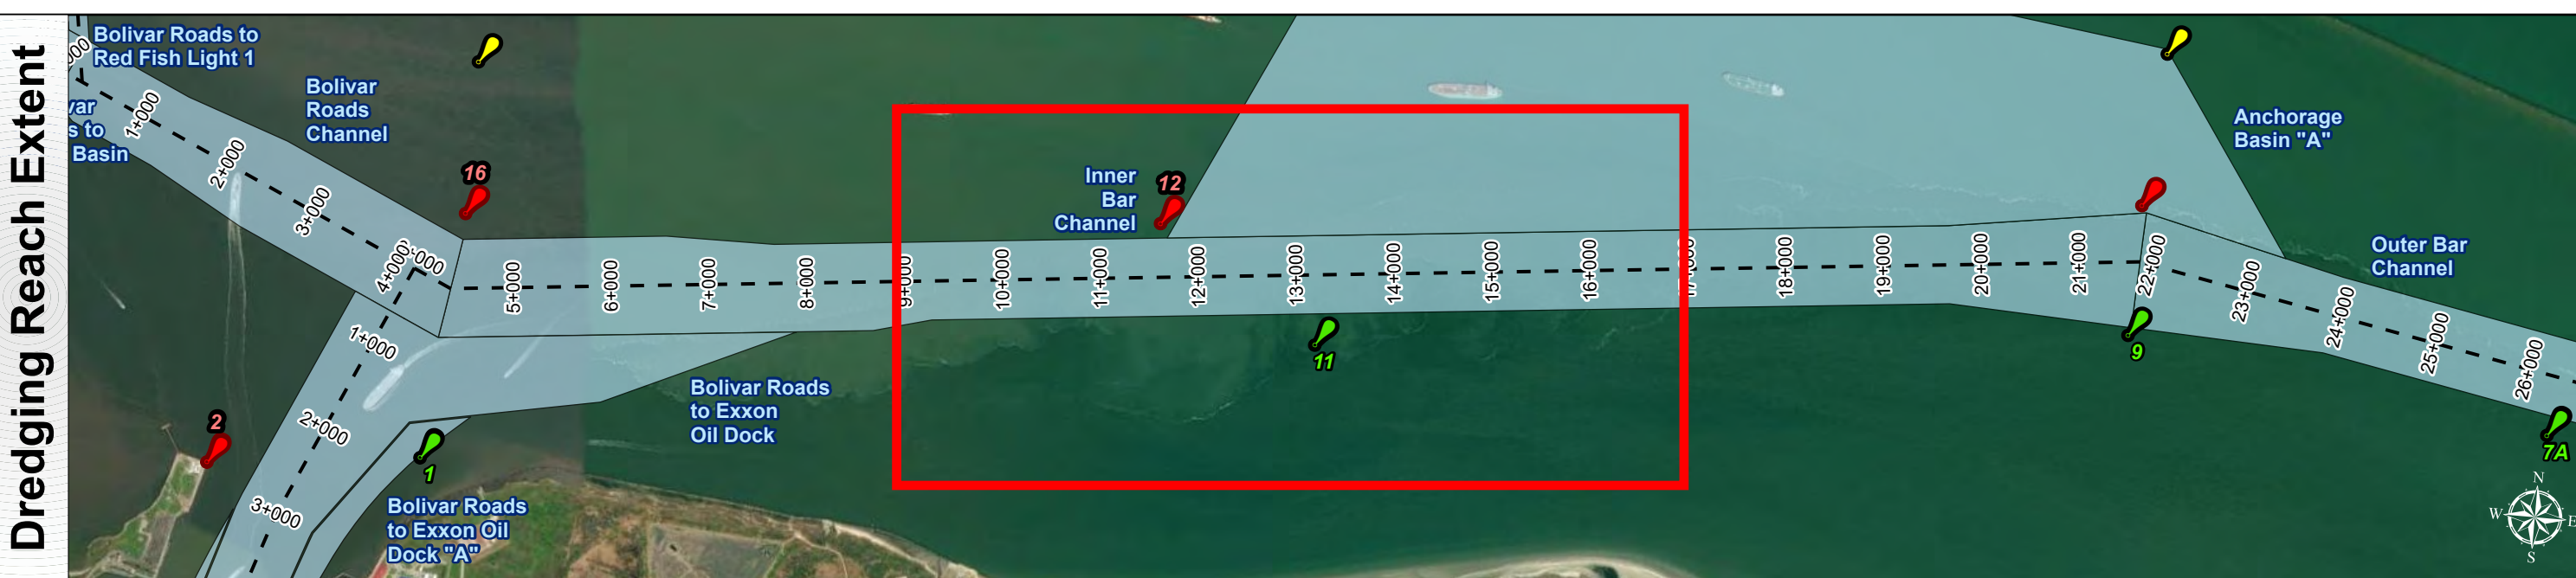 Dredging Reach Extent
Bolivar Roads to
Red Fish Light 1
Bolivar
Roads
Channel
var
s to
Basin
1+000
2+000
3+000
4+000
16
5+000
6+000
7+000
8+000
9+000
10+000
11+000
12+000
13+000
14+000
15+000
16+000
17+000
18+000
19+000
20+000
21+000
22+000
23+000
24+000
25+000
26+000
Inner
Bar
Channel
12
11
Anchorage
Basin "A"
Outer Bar
Channel
9
7A
1+000
2+000
3+000
2
1
Bolivar Roads
to Exxon
Oil Dock
Bolivar Roads
to Exxon Oil
Dock "A"
N
W
E
S